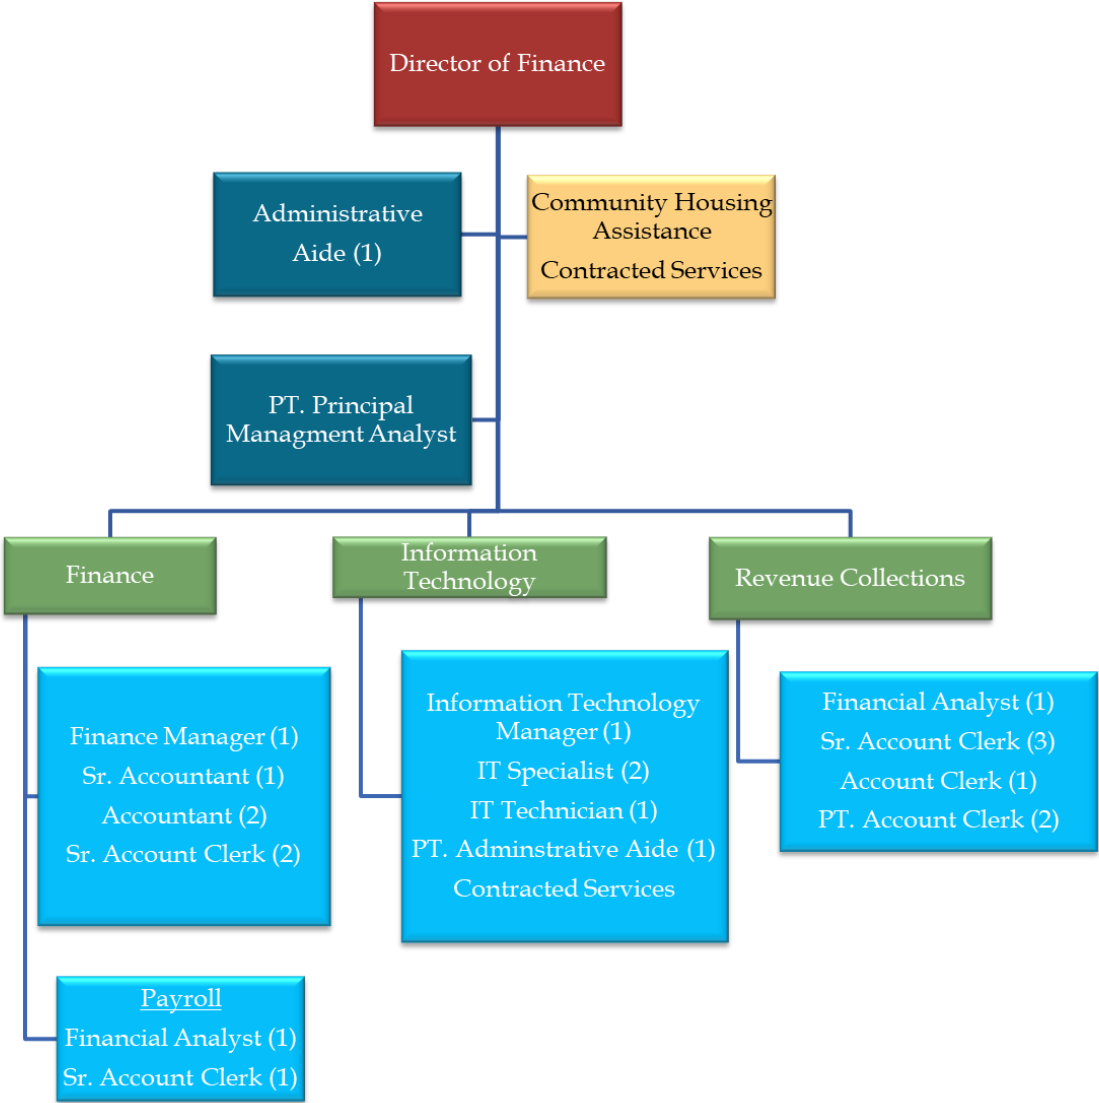 Director of Finance
Administrative
Aide (1)
Community Housing
Assistance
Contracted Services
PT. Principal
Managment Analyst
Finance
Information
Technology
Revenue Collections
Finance Manager (1)
Sr. Accountant (1)
Accountant (2)
Sr. Account Clerk (2)
Information Technology
Manager (1)
IT Specialist (2)
IT Technician (1)
PT. Adminstrative Aide (1)
Contracted Services
Financial Analyst (1)
Sr. Account Clerk (3)
Account Clerk (1)
PT. Account Clerk (2)
Payroll
Financial Analyst (1)
Sr. Account Clerk (1)